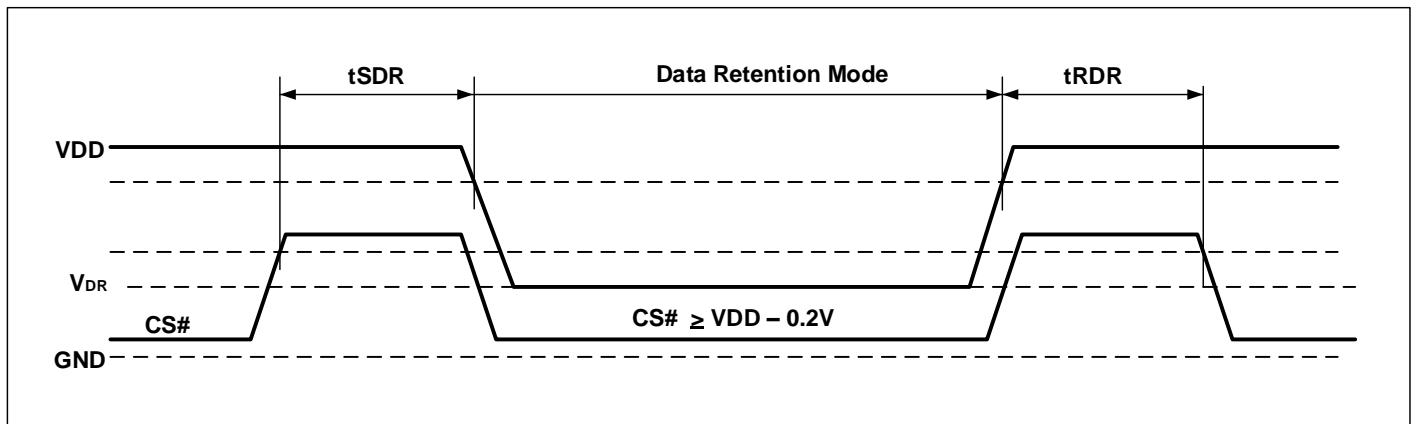 tSDR Data Retention Mode tRDR
VDD
VDR
CS# CS# ≥ VDD – 0.2V
GND